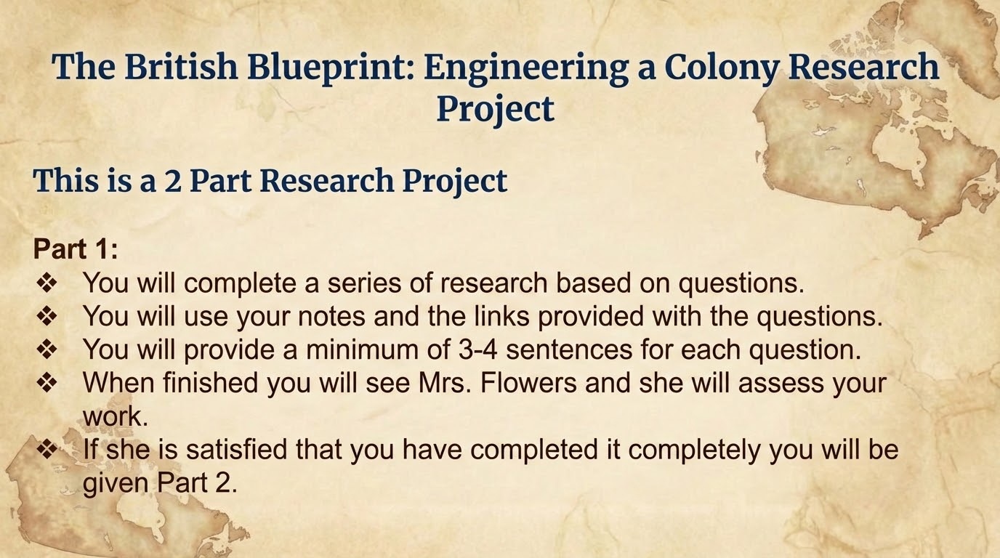 The British Blueprint: Engineering a Colony Research
Project
This is a 2 Part Research Project
Part 1:
❖ You will complete a series of research based on questions.
❖ You will use your notes and the links provided with the questions.
❖ You will provide a minimum of 3-4 sentences for each question.
❖ When finished you will see Mrs. Flowers and she will assess your
work.
❖ If she is satisfied that you have completed it completely you will be
given Part 2.